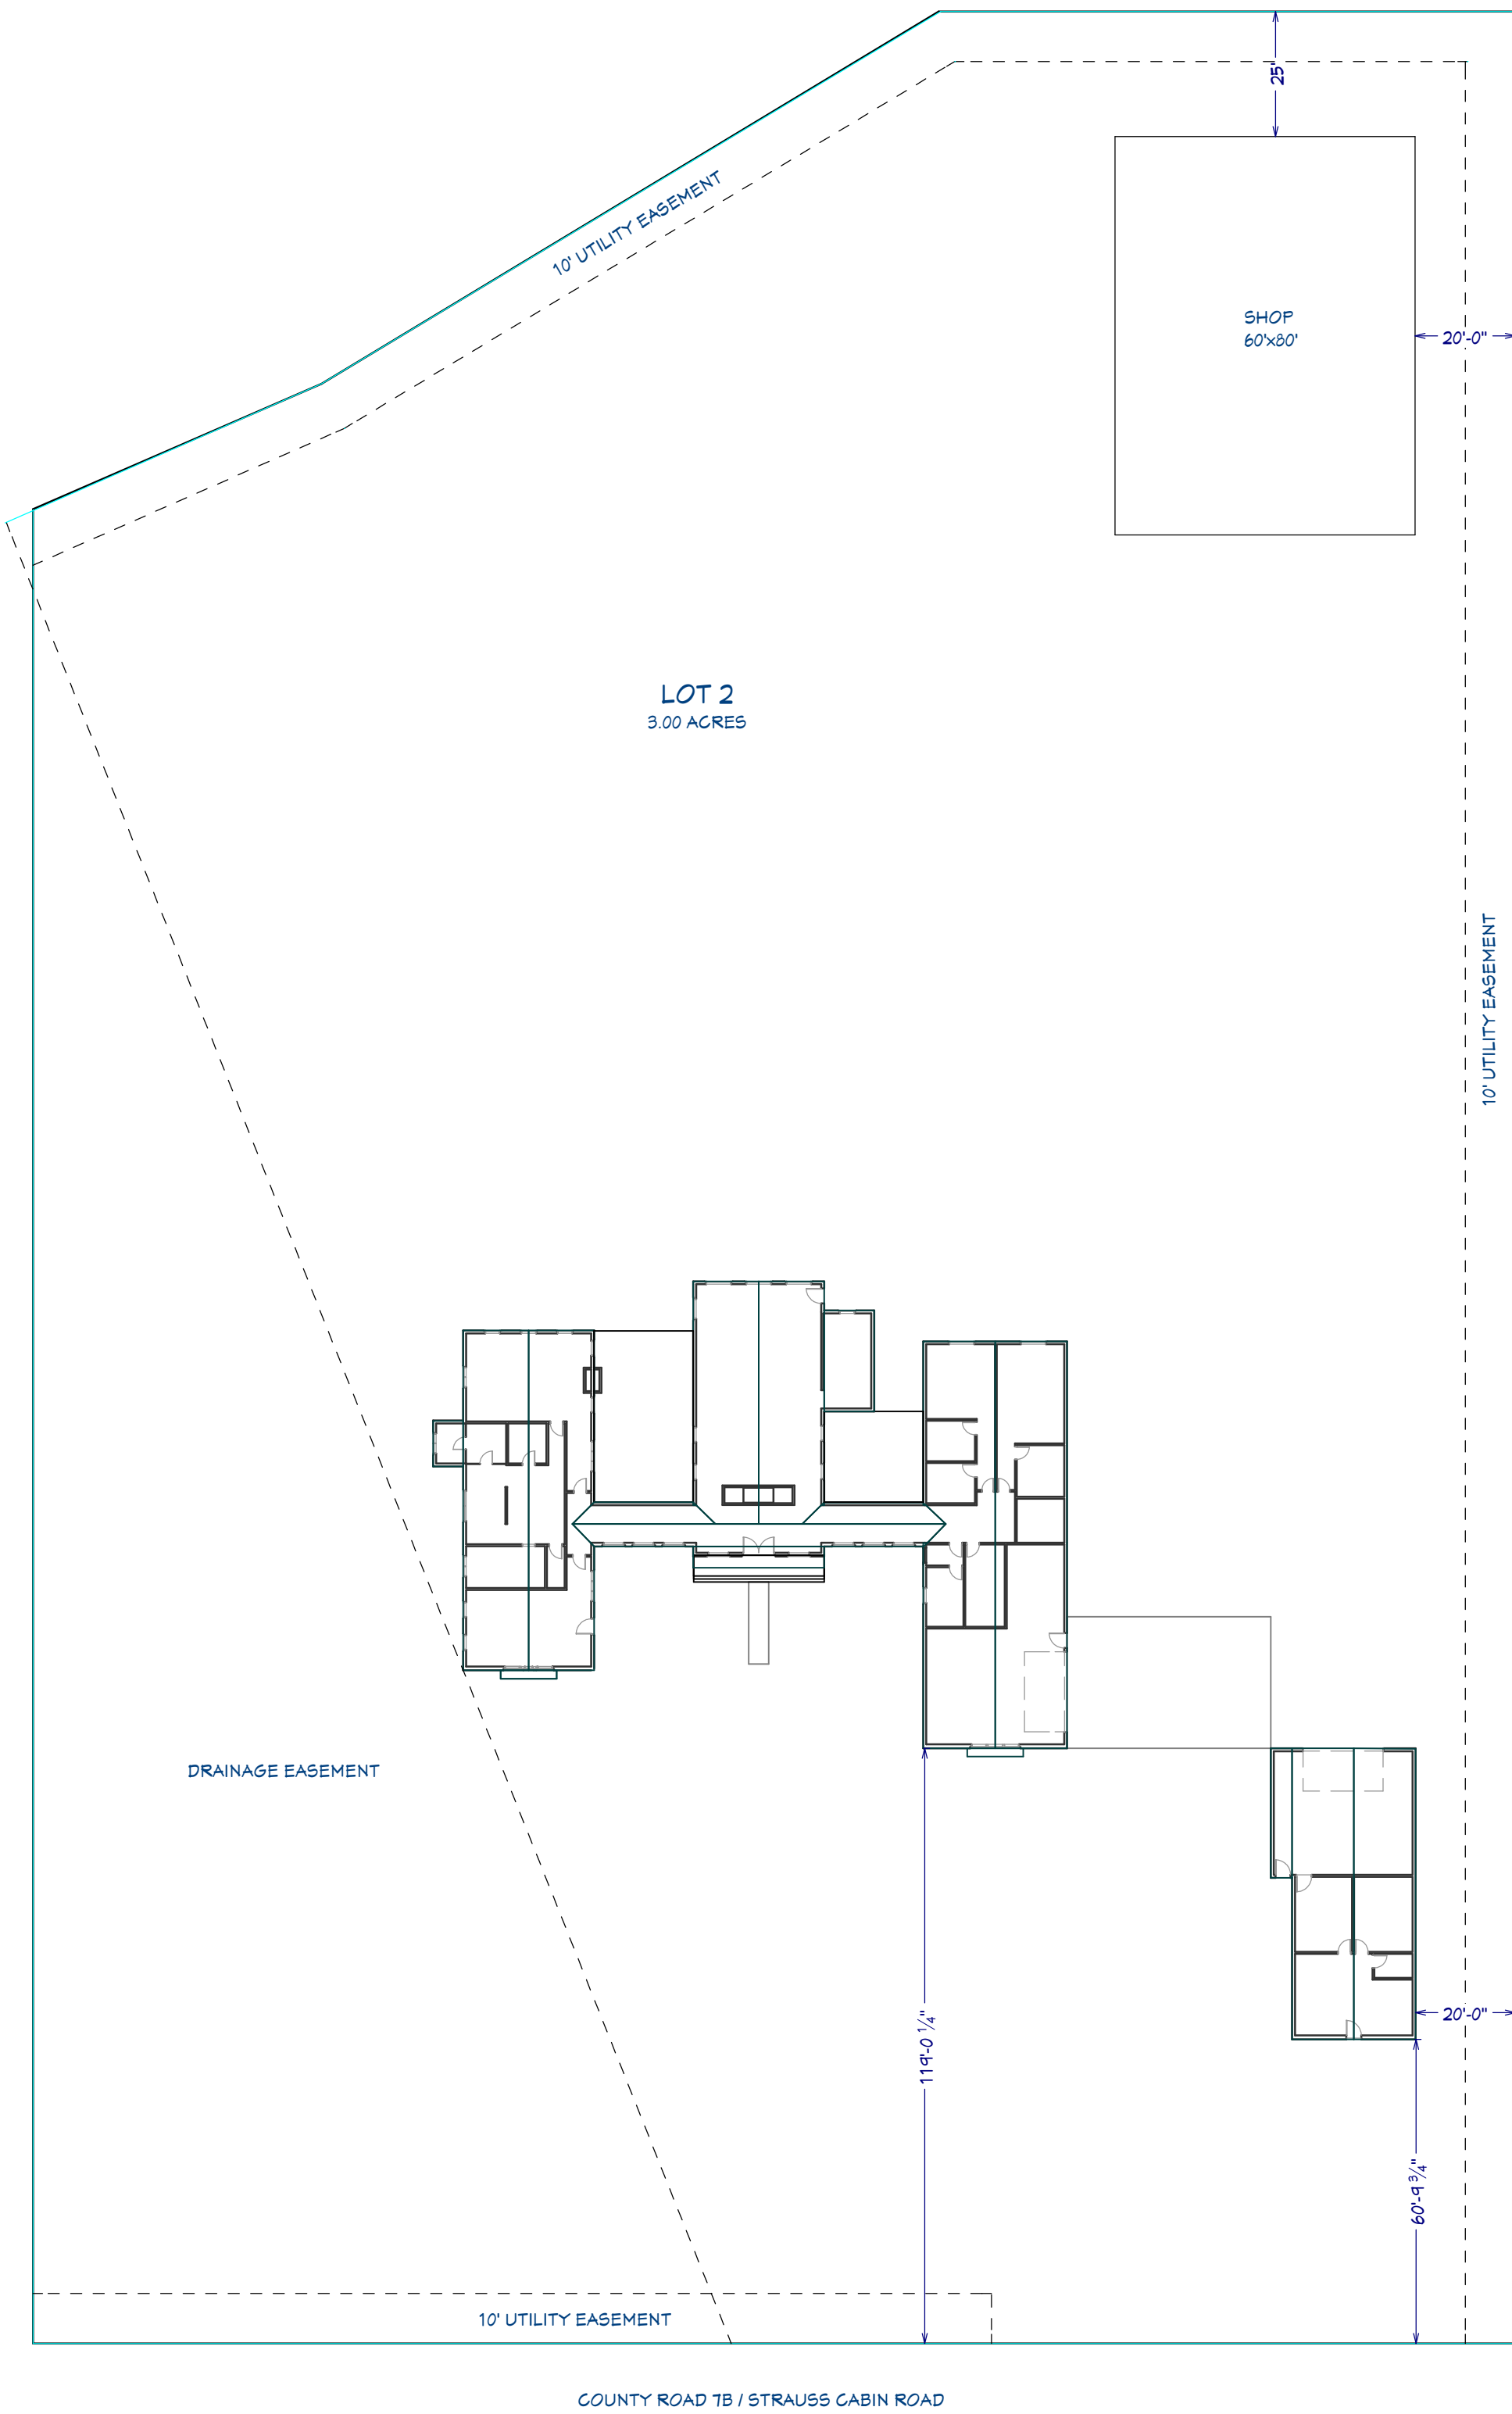 25'
10' UTILITY EASEMENT
SHOP
60'x80'
20'-0"
LOT 2
3.00 ACRES
10' UTILITY EASEMENT
DRAINAGE EASEMENT
119'-0 1/4"
20'-0"
60'-9 3/4"
10' UTILITY EASEMENT
COUNTY ROAD 7B / STRAUSS CABIN ROAD